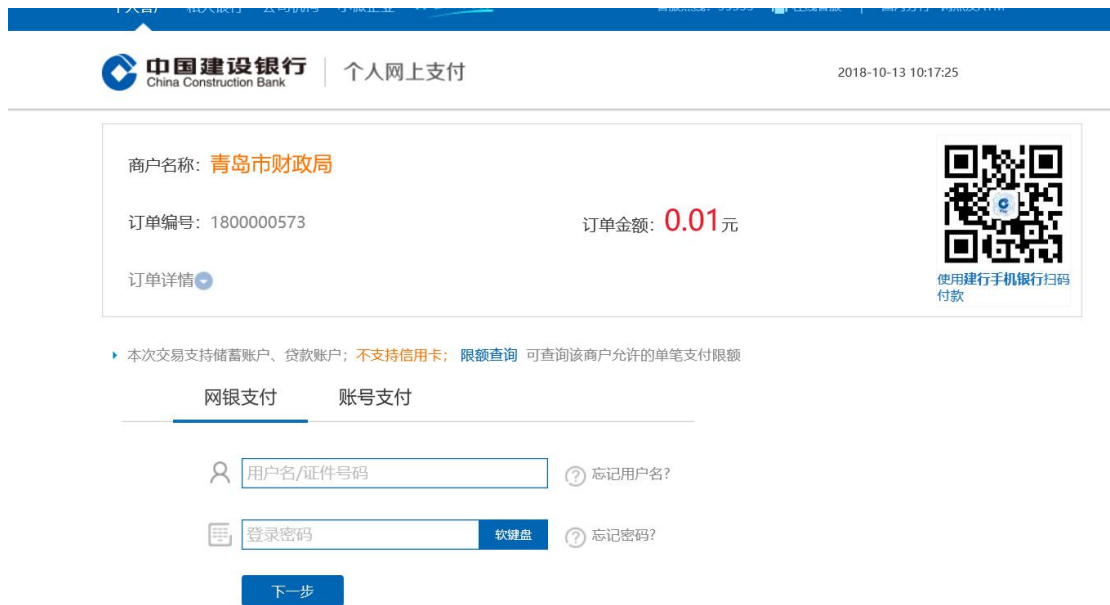 中国建设银行
China Construction Bank
个人网上支付
2018-10-13 10:17:25
商户名称：青岛市财政局
订单编号：1800000573
订单金额：0.01元
订单详情
使用建行手机银行扫码
付款
本次交易支持储蓄账户、贷款账户；不支持信用卡；限额查询 可查询该商户允许的单笔支付限额
网银支付
账号支付
用户名/证件号码
忘记用户名?
登录密码
软键盘
忘记密码?
下一步